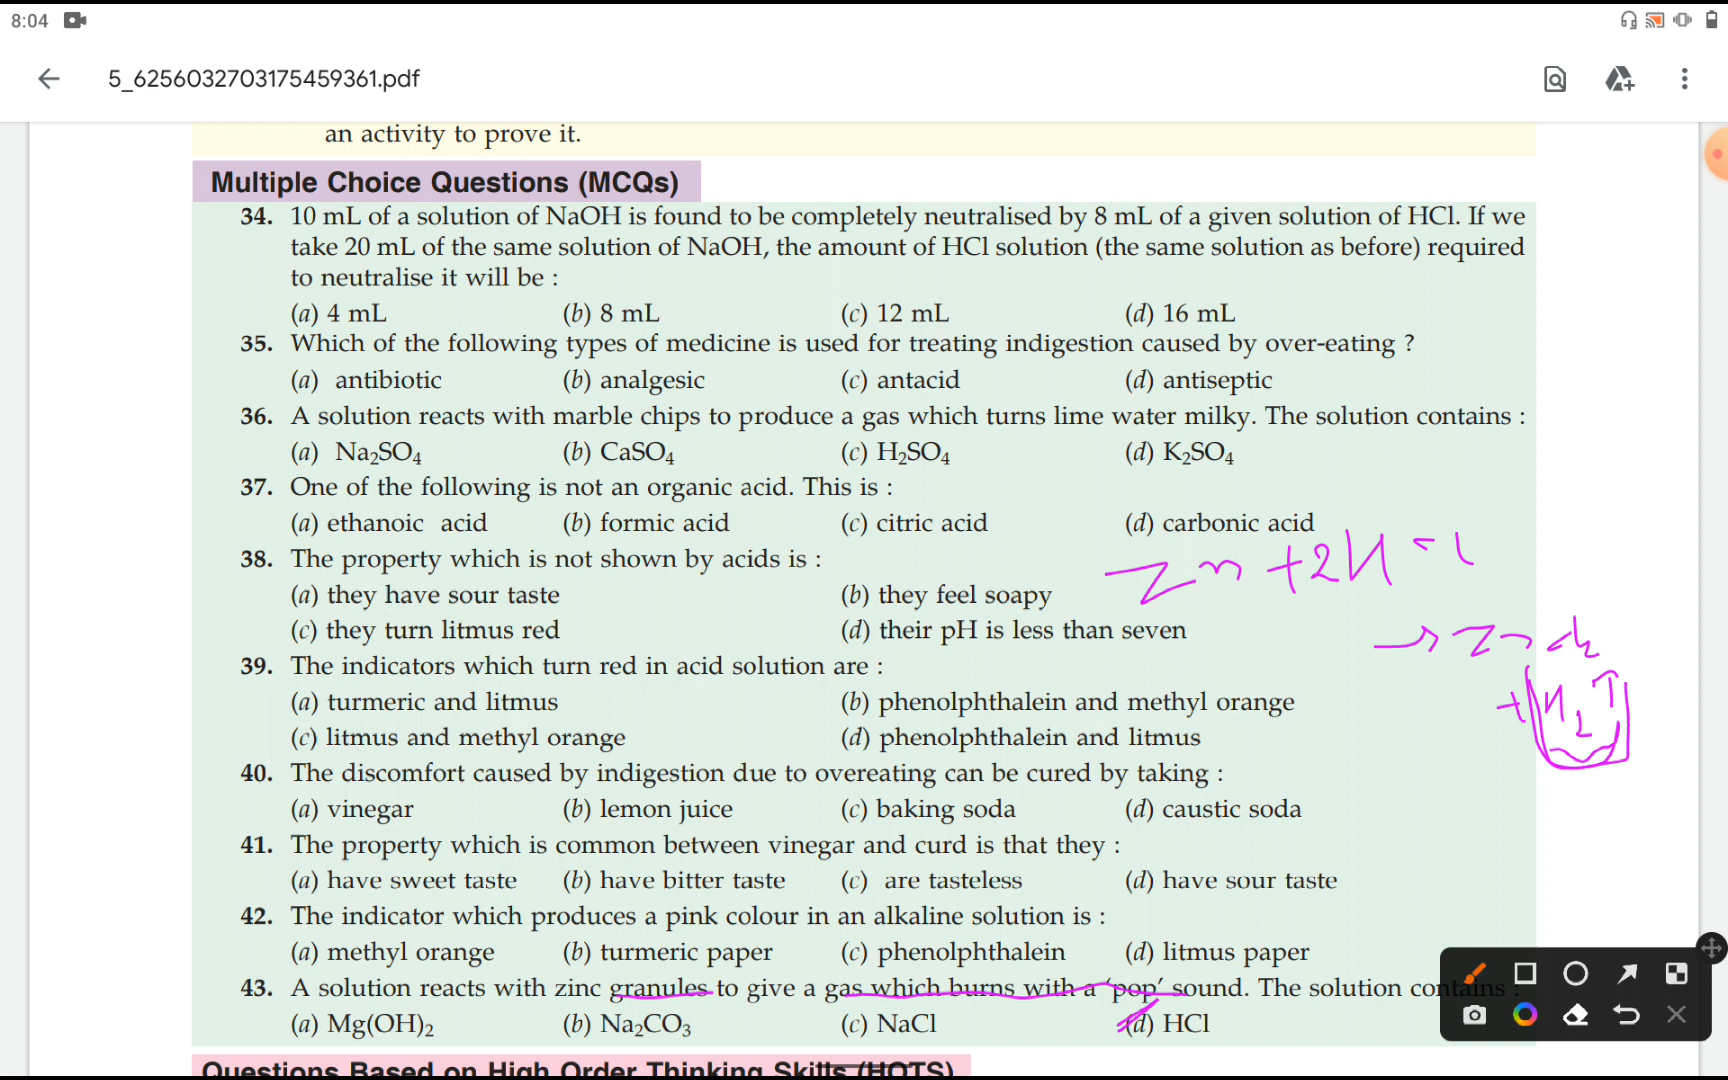 8:04
5_6256032703175459361.pdf
an activity to prove it.
Multiple Choice Questions (MCQs)
34. 10 mL of a solution of NaOH is found to be completely neutralised by 8 mL of a given solution of HCl. If we
take 20 mL of the same solution of NaOH, the amount of HCl solution (the same solution as before) required
to neutralise it will be :
(a) 4 mL (b) 8 mL (c) 12 mL (d) 16 mL
35. Which of the following types of medicine is used for treating indigestion caused by over-eating ?
(a) antibiotic (b) analgesic (c) antacid (d) antiseptic
36. A solution reacts with marble chips to produce a gas which turns lime water milky. The solution contains :
(a) Na₂SO₄ (b) CaSO₄ (c) H₂SO₄ (d) K₂SO₄
37. One of the following is not an organic acid. This is :
(a) ethanoic acid (b) formic acid (c) citric acid (d) carbonic acid
38. The property which is not shown by acids is :
Zn + 2HCl
(a) they have sour taste (b) they feel soapy
(c) they turn litmus red (d) their pH is less than seven
→ ZnCl₂
39. The indicators which turn red in acid solution are :
(a) turmeric and litmus (b) phenolphthalein and methyl orange
+ H₂↑
(c) litmus and methyl orange (d) phenolphthalein and litmus
40. The discomfort caused by indigestion due to overeating can be cured by taking :
(a) vinegar (b) lemon juice (c) baking soda (d) caustic soda
41. The property which is common between vinegar and curd is that they :
(a) have sweet taste (b) have bitter taste (c) are tasteless (d) have sour taste
42. The indicator which produces a pink colour in an alkaline solution is :
(a) methyl orange (b) turmeric paper (c) phenolphthalein (d) litmus paper
43. A solution reacts with zinc granules to give a gas which burns with a ‘pop’ sound. The solution contains :
(a) Mg(OH)₂ (b) Na₂CO₃ (c) NaCl (d) HCl
Questions Based on High Order Thinking Skills (HOTS)